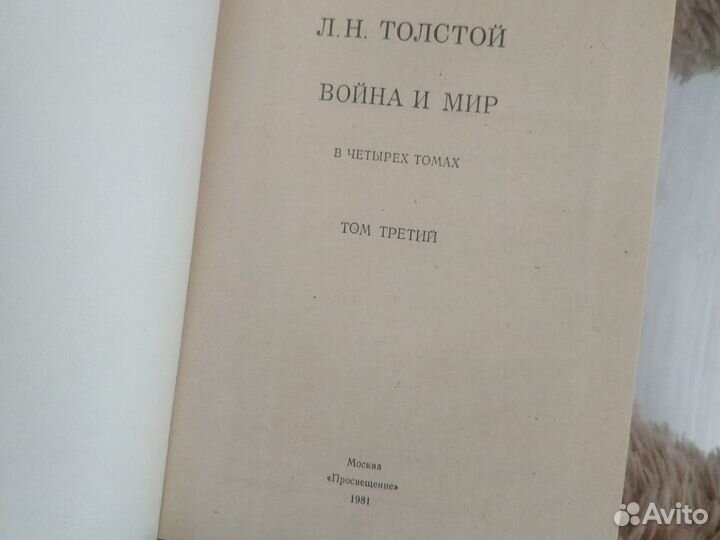 Л. Н. ТОЛСТОЙ
ВОЙНА И МИР
В ЧЕТЫРЕХ ТОМАХ
ТОМ ТРЕТИЙ
Москва
«Просвещение»
1981
Avito